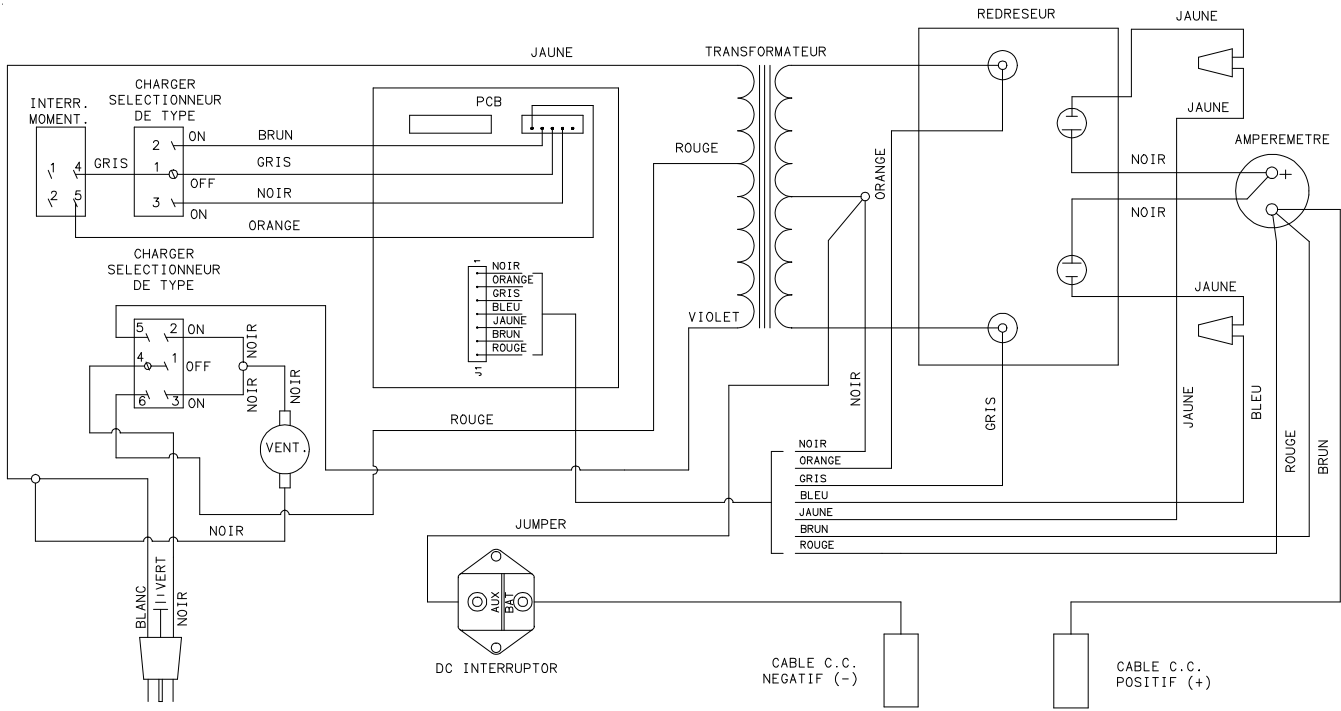 REDRESEUR
JAUNE
JAUNE
TRANSFORMATEUR
CHARGER
SELECTIONNEUR
DE TYPE
INTERR.
MOMENT.
PCB
JAUNE
ON
2
BRUN
ROUGE
AMPEREMETRE
1 4
GRIS
1
GRIS
NOIR
+
OFF
ORANGE
2 5
3
NOIR
NOIR
ON
ORANGE
CHARGER
SELECTIONNEUR
DE TYPE
1
NOIR
ORANGE
GRIS
BLEU
JAUNE
BRUN
ROUGE
J1
JAUNE
VIOLET
5 2 ON
NOIR
4 1
OFF
NOIR
NOIR
6 3 ON
NOIR
GRIS
JAUNE
BLEU
ROUGE
BRUN
ROUGE
VENT.
NOIR
ORANGE
GRIS
BLEU
JAUNE
BRUN
ROUGE
NOIR
JUMPER
BLANC
VERT
NOIR
AUX
BAT
DC INTERRUPTOR
CABLE C.C.
NEGATIF (-)
CABLE C.C.
POSITIF (+)